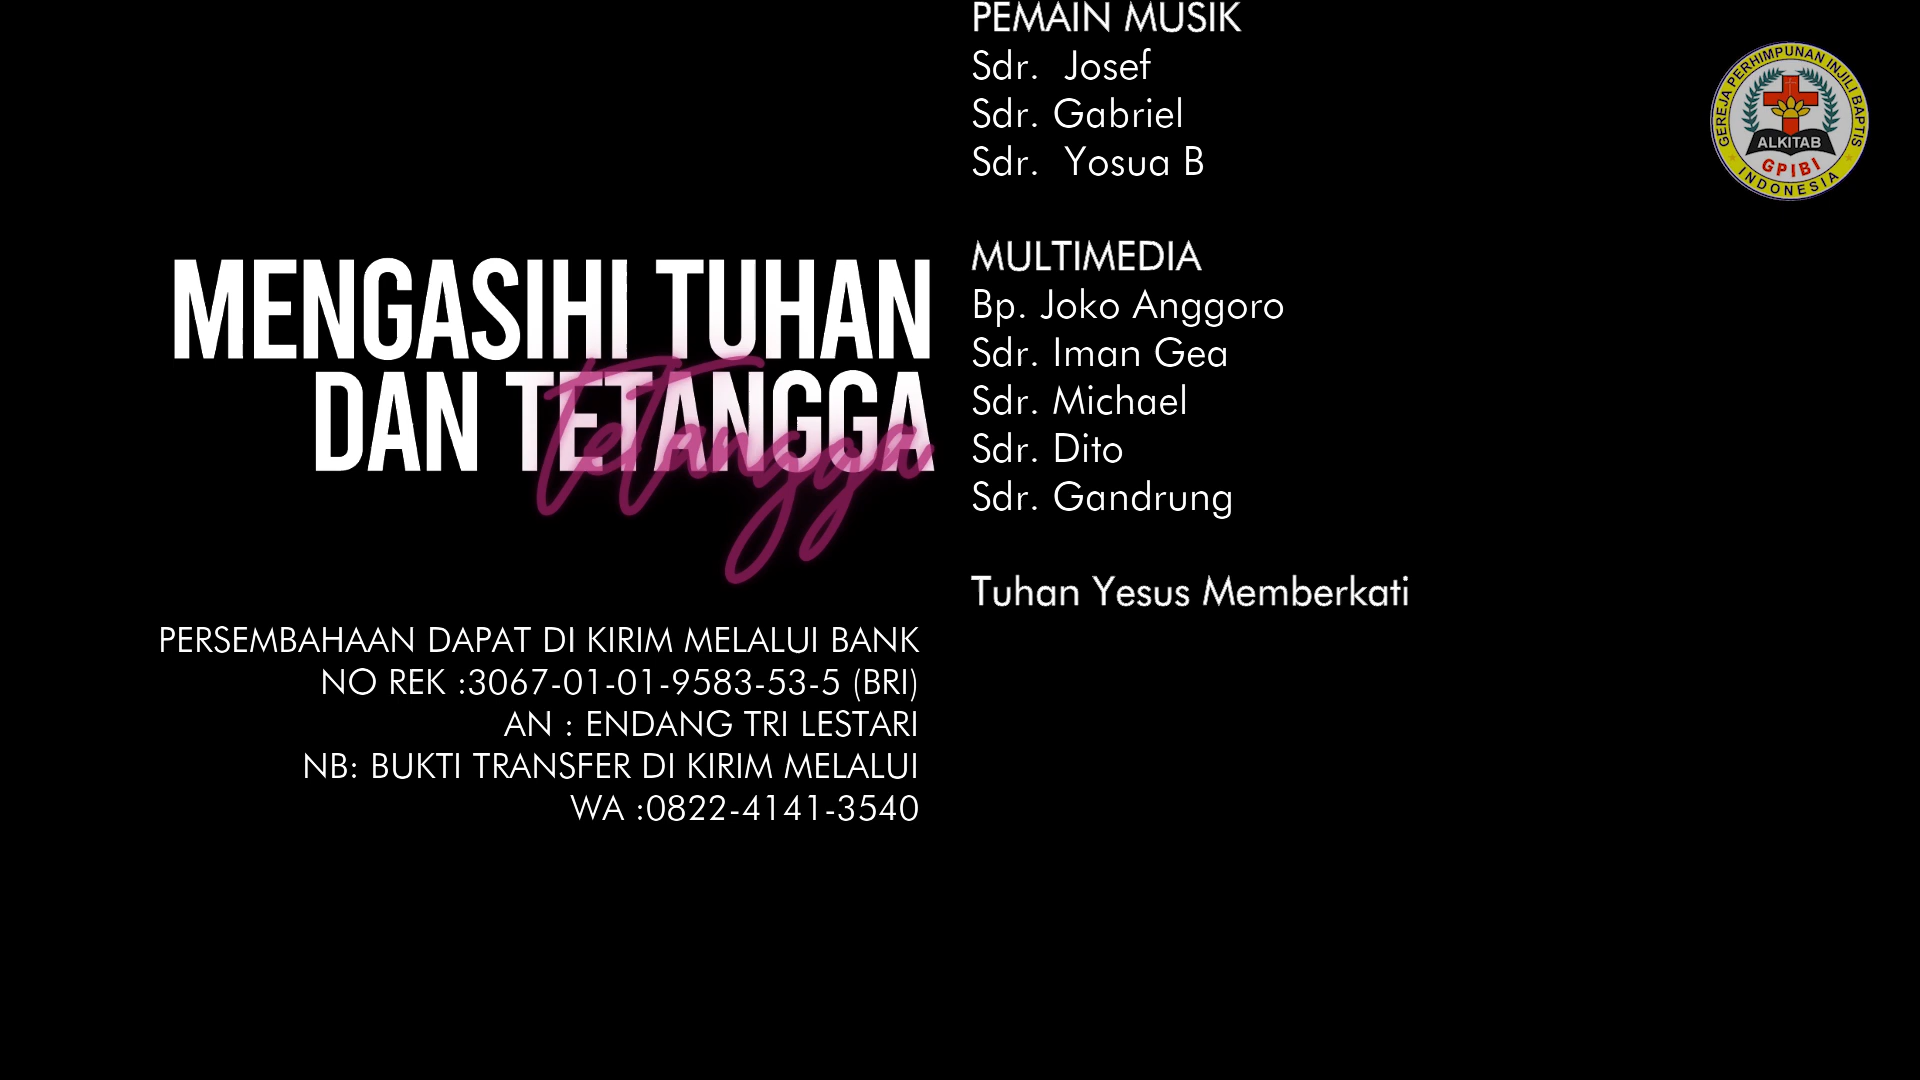 PEMAIN MUSIK
Sdr.  Josef
Sdr. Gabriel
Sdr.  Yosua B
MULTIMEDIA
Bp. Joko Anggoro
Sdr. Iman Gea
Sdr. Michael
Sdr. Dito
Sdr. Gandrung
Tuhan Yesus Memberkati
MENGASIHI TUHAN
DAN TETANGGA
tetangga
PERSEMBAHAAN DAPAT DI KIRIM MELALUI BANK
NO REK :3067-01-01-9583-53-5 (BRI)
AN : ENDANG TRI LESTARI
NB: BUKTI TRANSFER DI KIRIM MELALUI
WA :0822-4141-3540
GEREJA PERHIMPUNAN INJILI BAPTIS
ALKITAB
GPIBI
INDONESIA